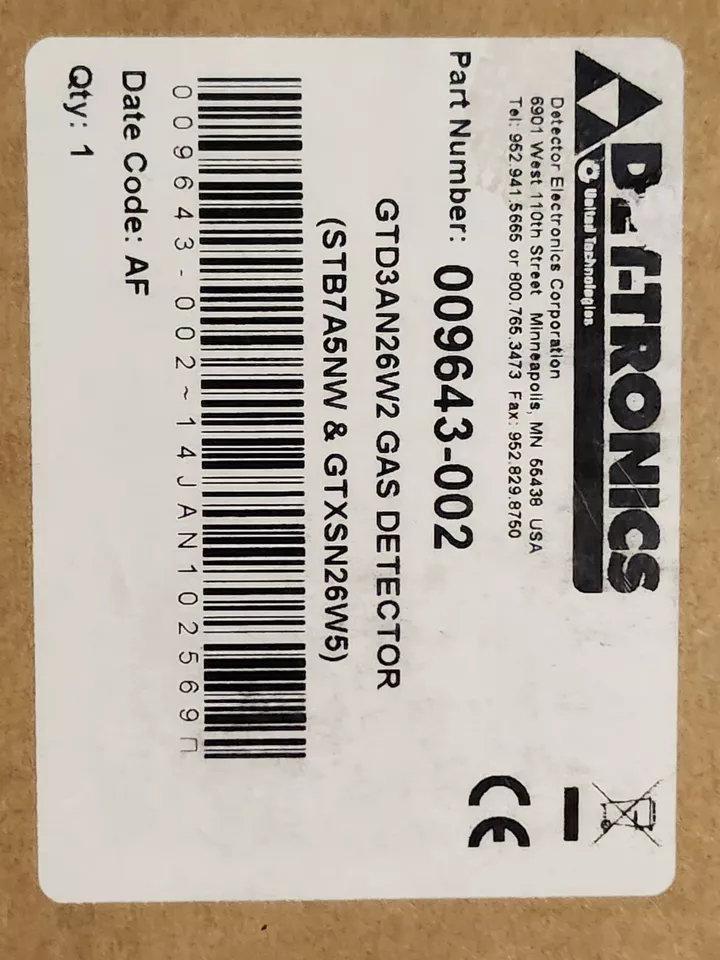 DET-TRONICS
United Technologies
Detector Electronics Corporation
6901 West 110th Street Minneapolis, MN 55438 USA
Tel: 952.941.5665 or 800.765.3473 Fax: 952.829.8750
Part Number: 009643-002
GTD3AN26W2 GAS DETECTOR
(STB7A5NW & GTXSN26W5)
009643-002~14JAN102569
Date Code: AF
Qty: 1
CE